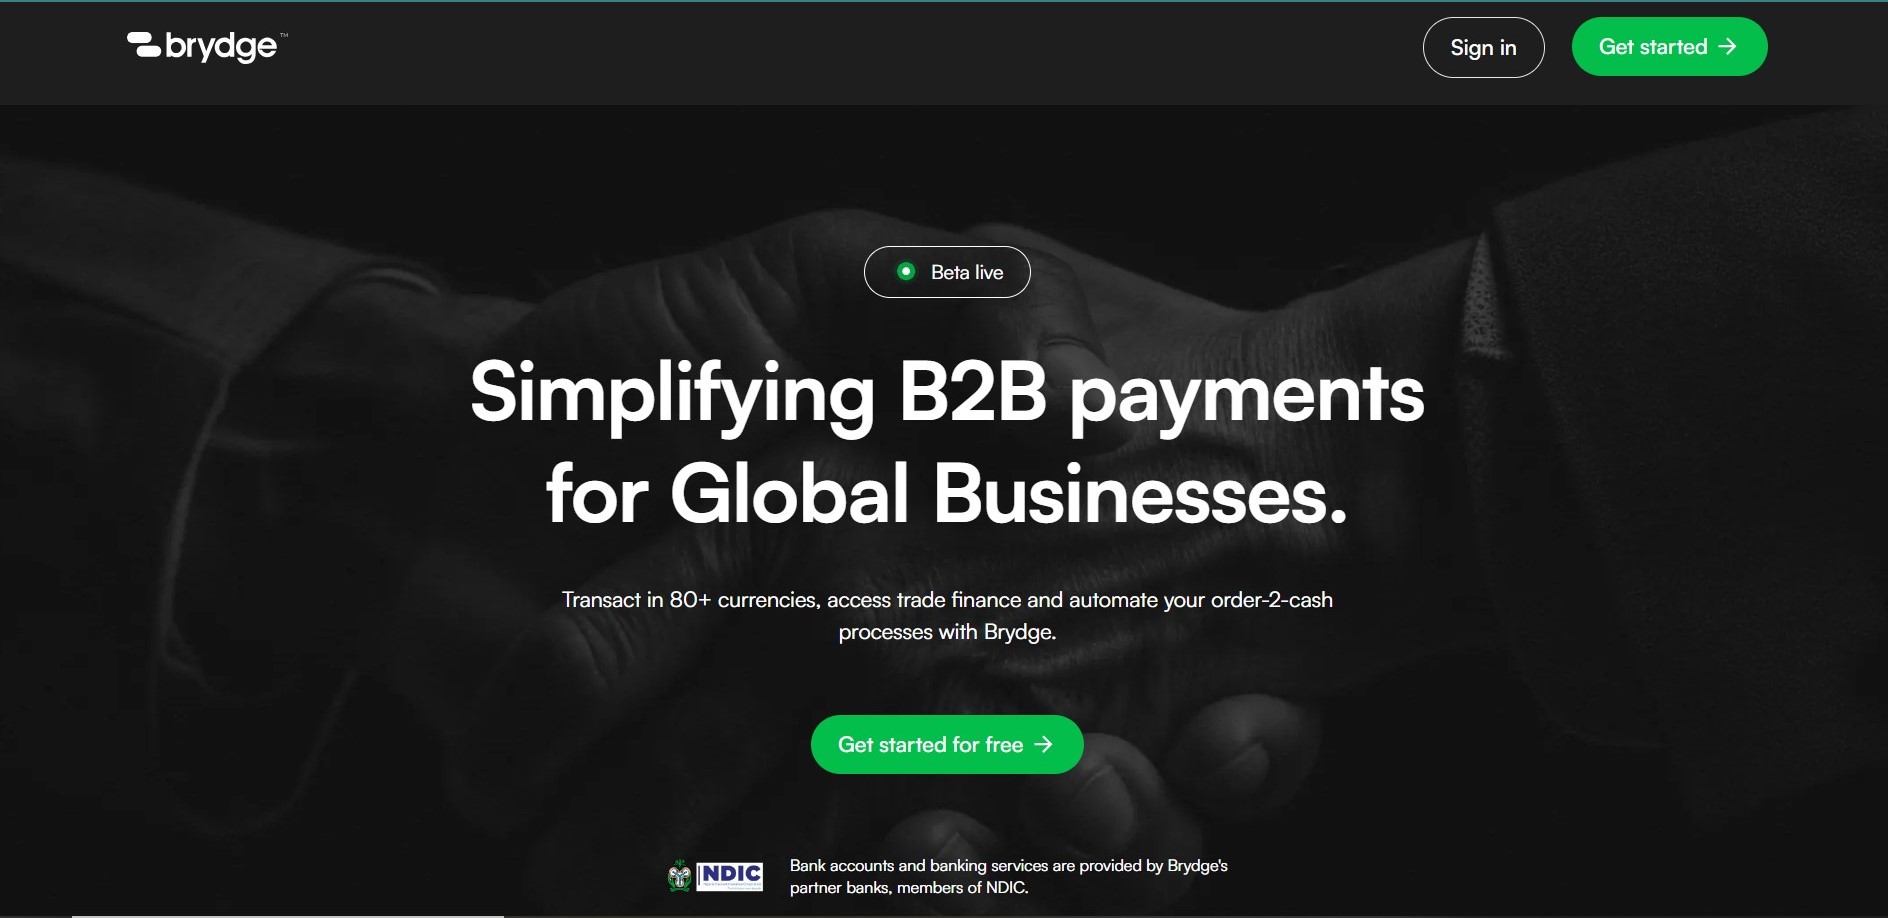 brydge™
Sign in
Get started →
Beta live
Simplifying B2B payments
for Global Businesses.
Transact in 80+ currencies, access trade finance and automate your order-2-cash
processes with Brydge.
Get started for free →
NDIC
Bank accounts and banking services are provided by Brydge's
partner banks, members of NDIC.